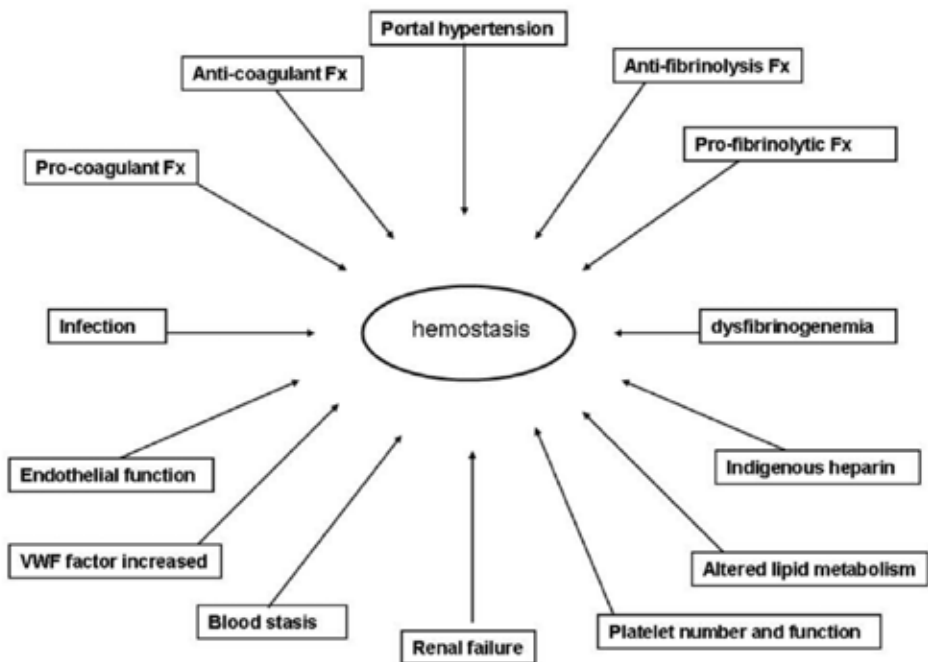 Portal hypertension
Anti-coagulant Fx
Anti-fibrinolysis Fx
Pro-coagulant Fx
Pro-fibrinolytic Fx
Infection
hemostasis
dysfibrinogenemia
Endothelial function
Indigenous heparin
VWF factor increased
Altered lipid metabolism
Blood stasis
Renal failure
Platelet number and function